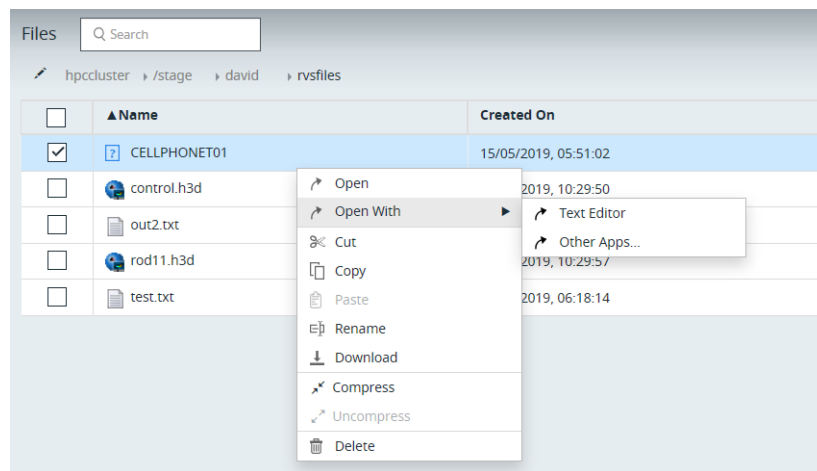 Files Search
hpccluster /stage david rvsfiles
Name Created On
CELLPHONET01 15/05/2019, 05:51:02
control.h3d 2019, 10:29:50
out2.txt
rod11.h3d 2019, 10:29:57
test.txt 2019, 06:18:14
Open
Open With
Cut
Copy
Paste
Rename
Download
Compress
Uncompress
Delete
Text Editor
Other Apps...